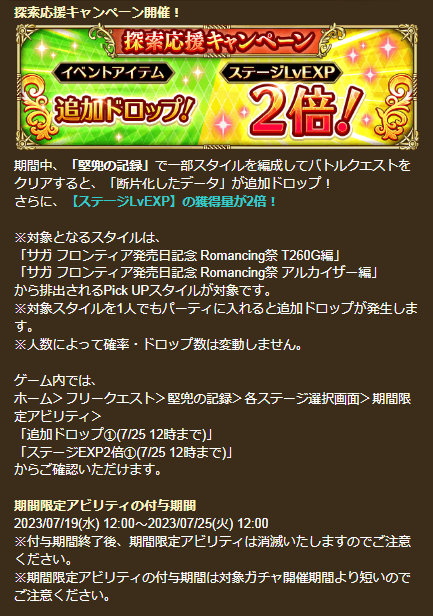 探索応援キャンペーン開催！
探索応援キャンペーン
イベントアイテム
追加ドロップ!
ステージLvEXP
2倍!
期間中、「堅兜の記録」で一部スタイルを編成してバトルクエストを
クリアすると、「断片化したデータ」が追加ドロップ！
さらに、【ステージLvEXP】の獲得量が2倍！
※対象となるスタイルは、
「サガ フロンティア発売日記念 Romancing祭 T260G編」
「サガ フロンティア発売日記念 Romancing祭 アルカイザー編」
から排出されるPick UPスタイルが対象です。
※対象スタイルを1人でもパーティに入れると追加ドロップが発生しま
す。
※人数によって確率・ドロップ数は変動しません。
ゲーム内では、
ホーム＞フリークエスト＞堅兜の記録＞各ステージ選択画面＞期間限
定アビリティ＞
「追加ドロップ①(7/25 12時まで)」
「ステージEXP2倍①(7/25 12時まで)」
からご確認いただけます。
期間限定アビリティの付与期間
2023/07/19(水) 12:00～2023/07/25(火) 12:00
※付与期間終了後、期間限定アビリティは消滅いたしますのでご注意
ください。
※期間限定アビリティの付与期間は対象ガチャ開催期間より短いので
ご注意ください。